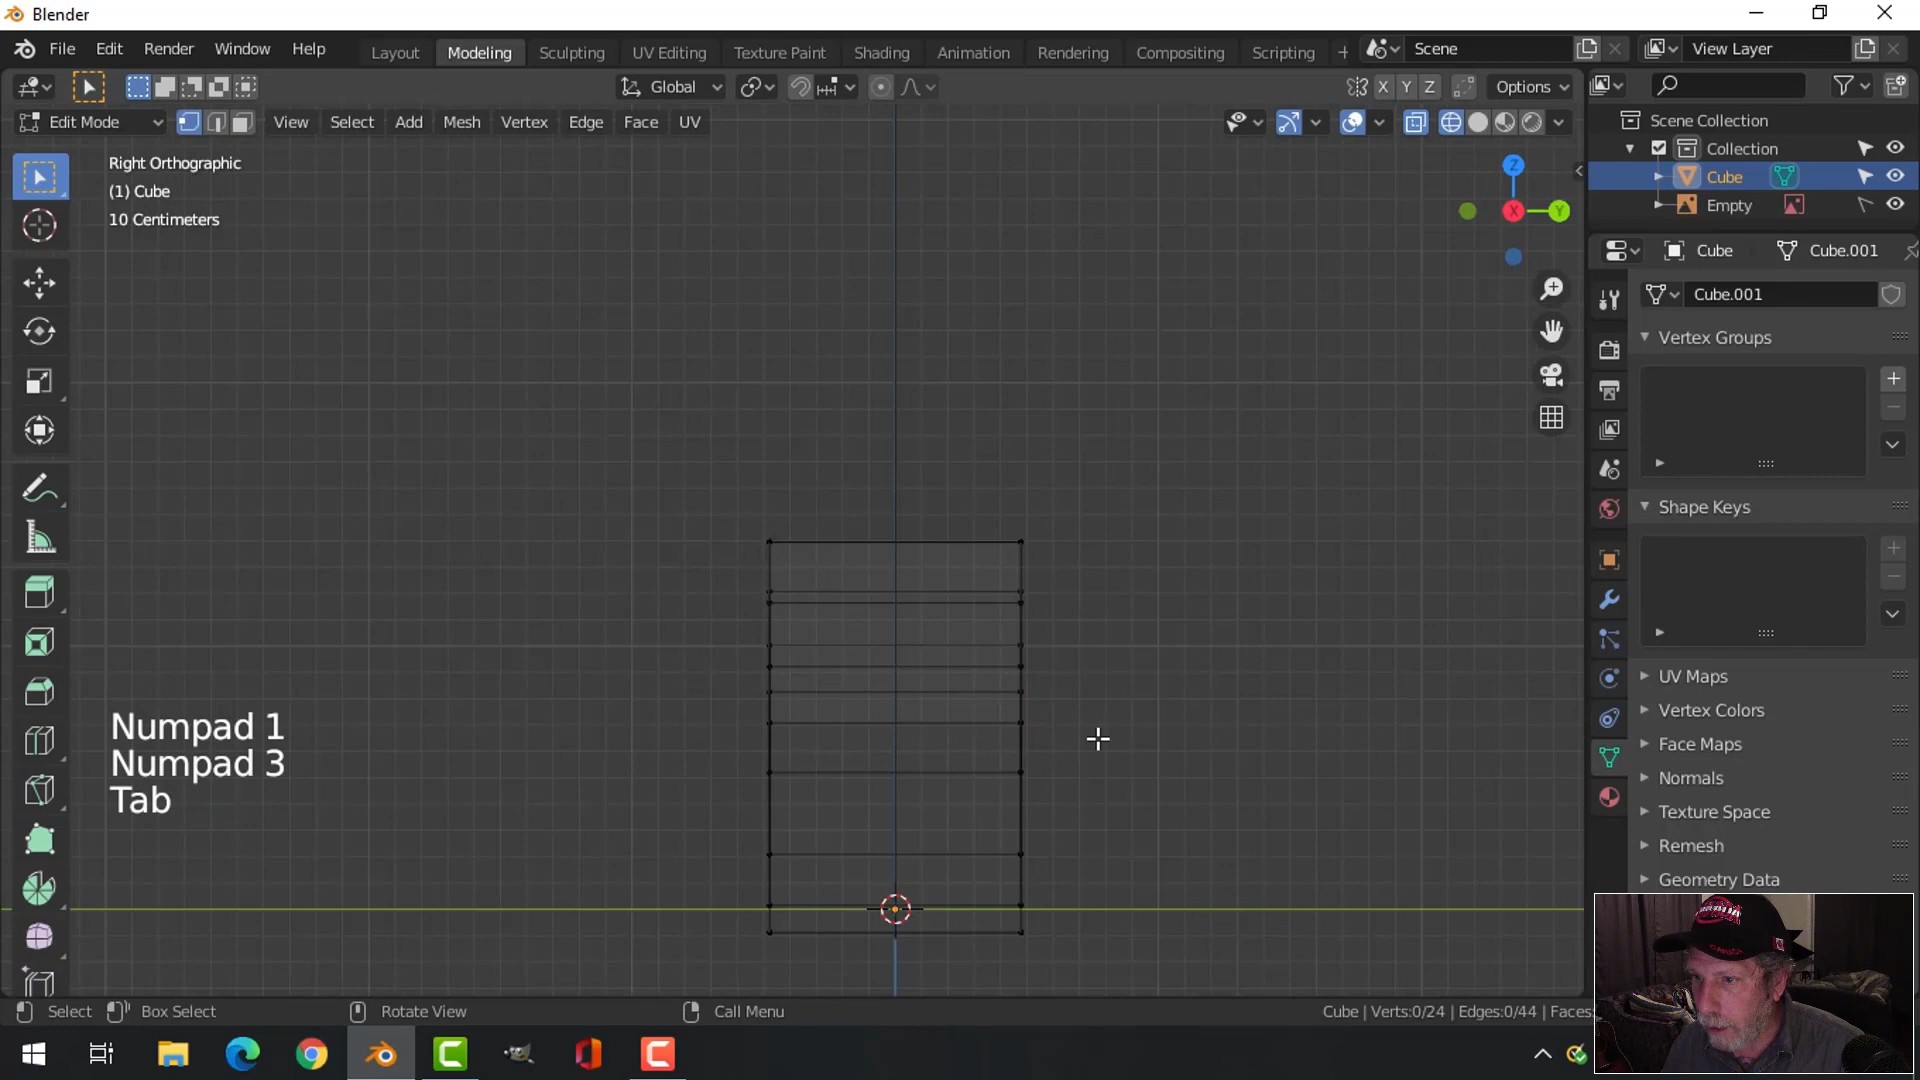 Blender
File Edit Render Window Help
Layout Modeling Sculpting UV Editing Texture Paint Shading Animation Rendering Compositing Scripting +
Scene
View Layer
Global
X Y Z
Options
Edit Mode
View Select Add Mesh Vertex Edge Face UV
Right Orthographic
(1) Cube
10 Centimeters
Z
X
Y
Scene Collection
Collection
Cube
Empty
Cube
Cube.001
Cube.001
Vertex Groups
Shape Keys
UV Maps
Vertex Colors
Face Maps
Normals
Texture Space
Remesh
Geometry Data
Numpad 1
Numpad 3
Tab
Select
Box Select
Rotate View
Call Menu
Cube | Verts:0/24 | Edges:0/44 | Faces: